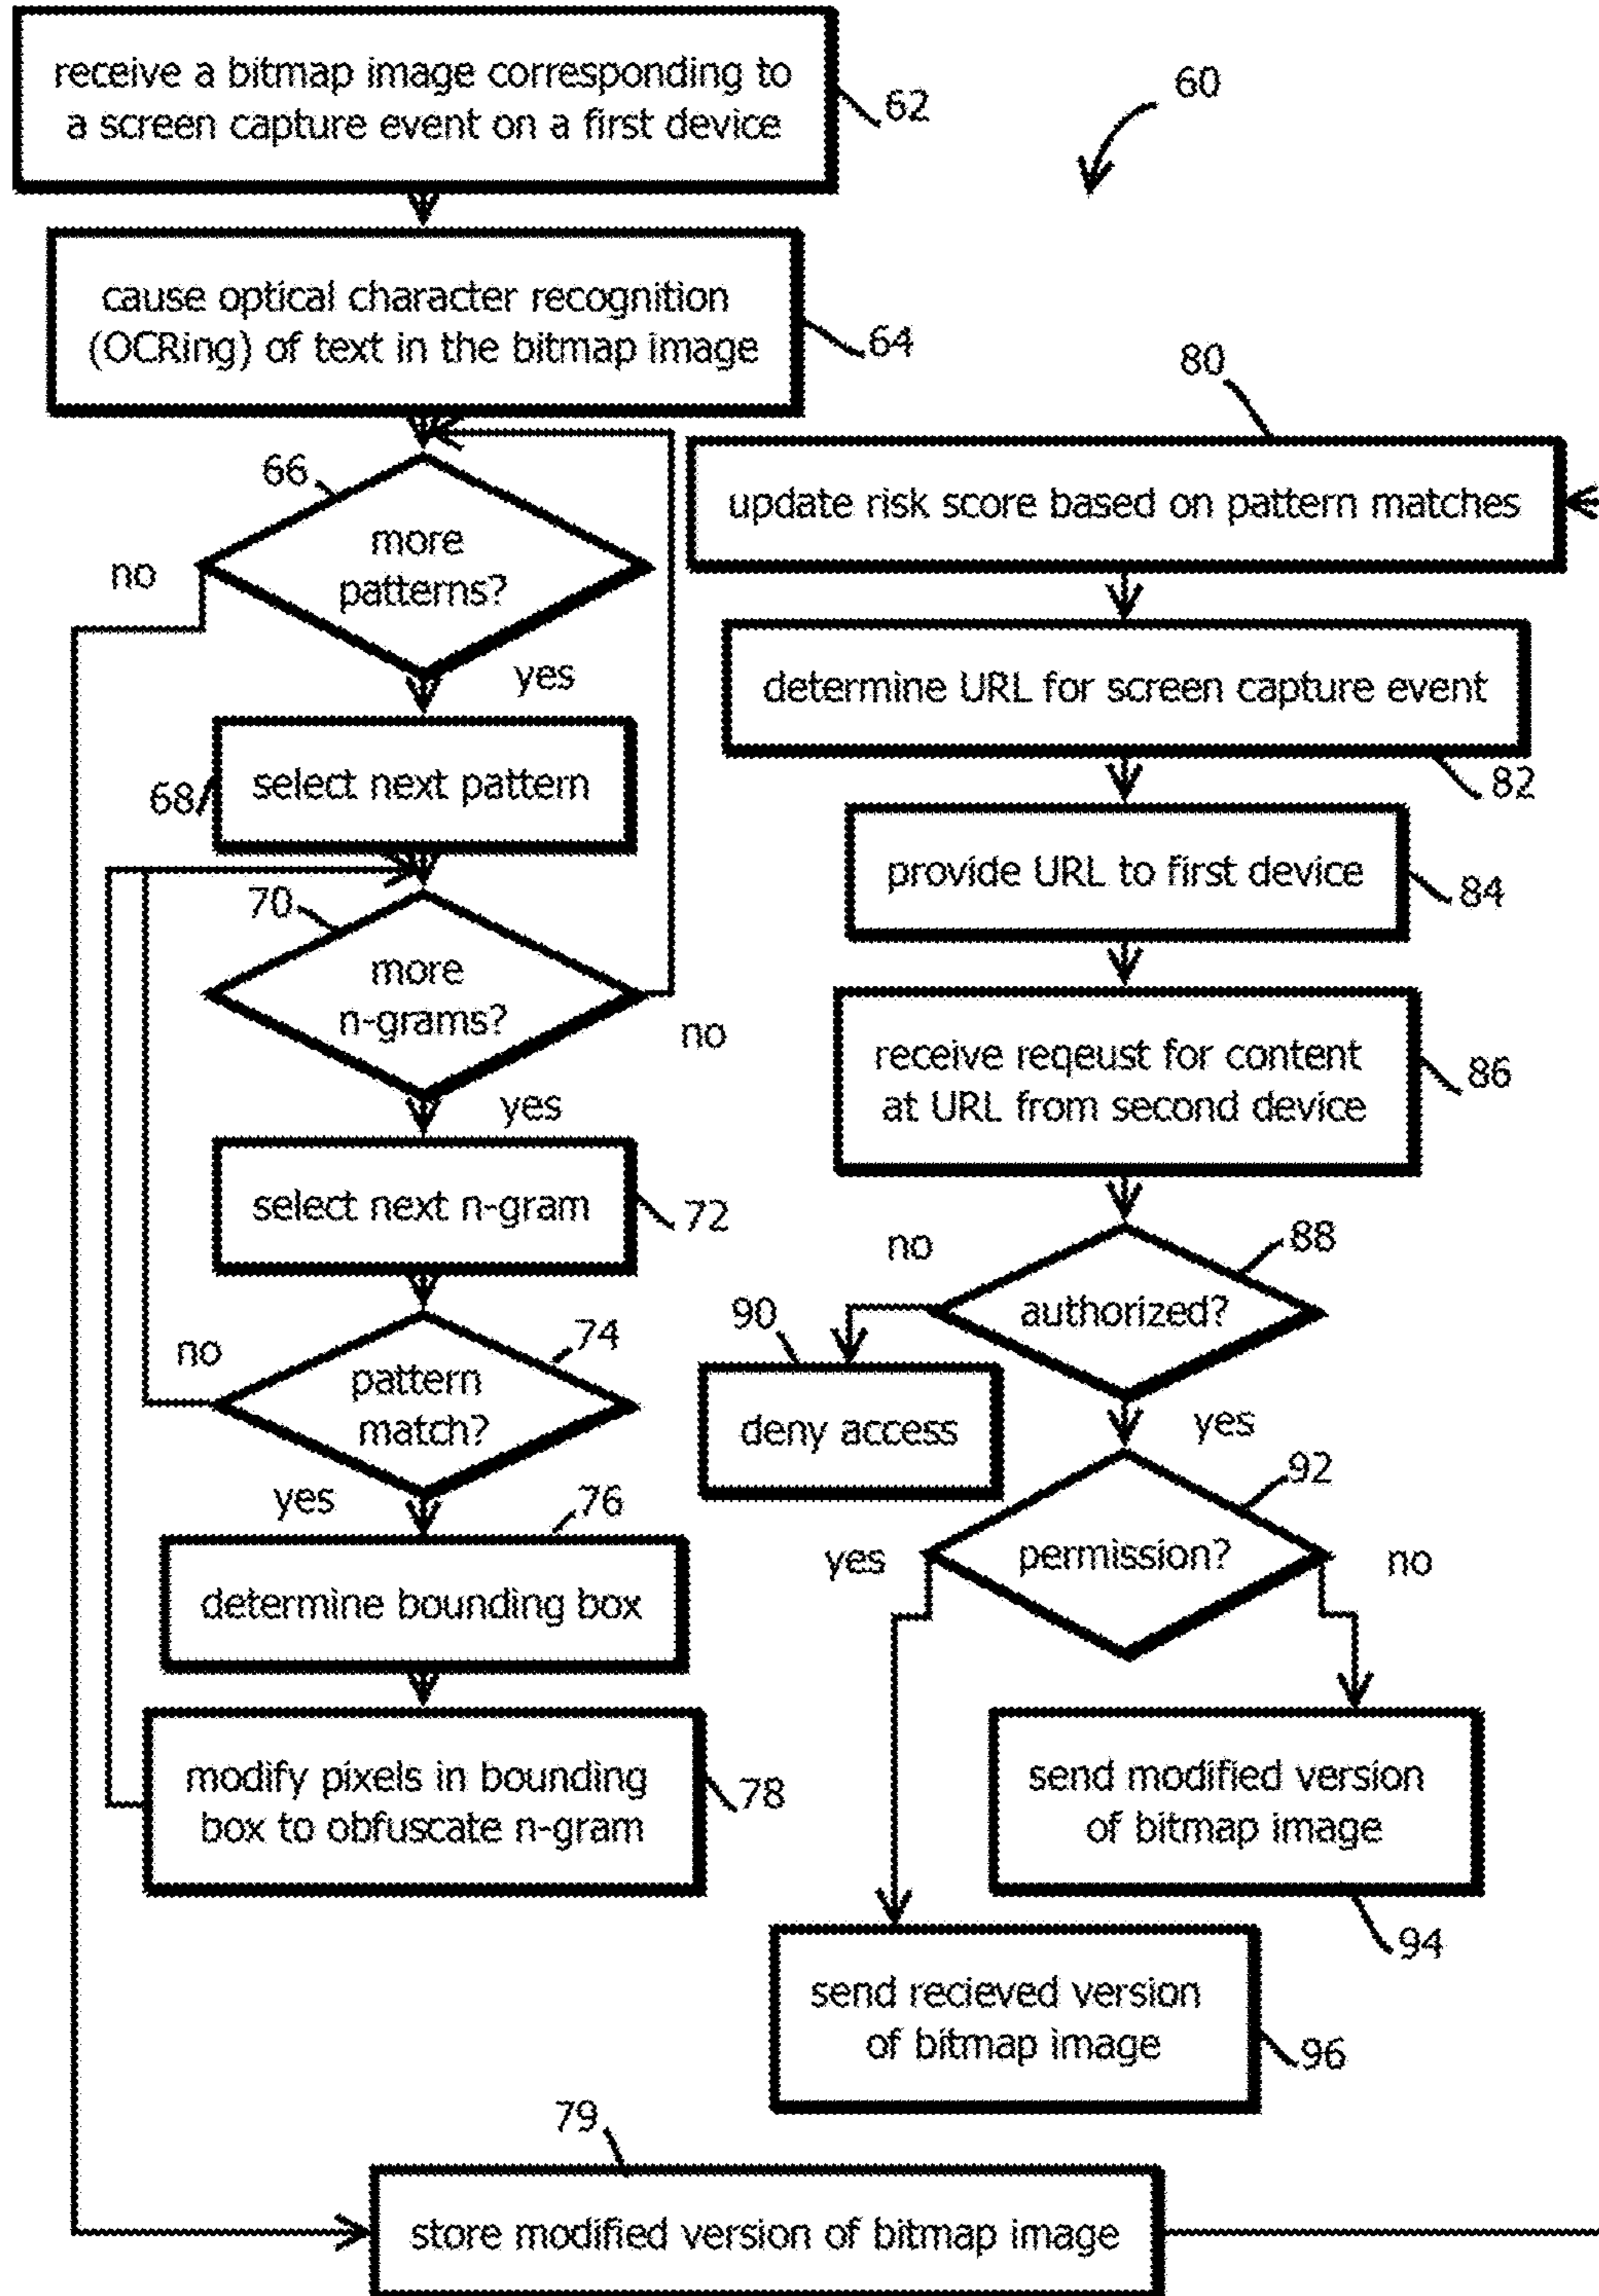 receive a bitmap image corresponding to
a screen capture event on a first device
62
60
cause optical character recognition
(OCRing) of text in the bitmap image
64
66
more
patterns?
no
yes
68
select next pattern
70
more
n-grams?
no
yes
select next n-gram
72
74
no
pattern
match?
yes
76
determine bounding box
modify pixels in bounding
box to obfuscate n-gram
78
79
store modified version of bitmap image
80
update risk score based on pattern matches
determine URL for screen capture event
82
provide URL to first device
84
receive reqeust for content
at URL from second device
86
no
88
authorized?
90
deny access
yes
92
yes
permission?
no
send modified version
of bitmap image
94
send recieved version
of bitmap image
96